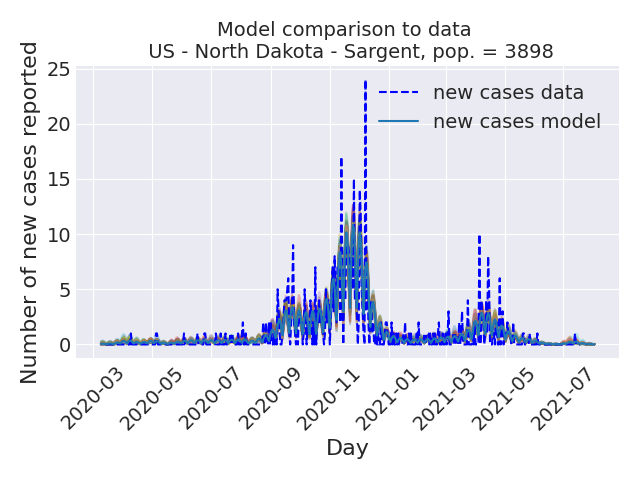 Model comparison to data
US - North Dakota - Sargent, pop. = 3898
Number of new cases reported
25
20
15
10
5
0
new cases data
new cases model
2020-03
2020-05
2020-07
2020-09
2020-11
2021-01
2021-03
2021-05
2021-07
Day